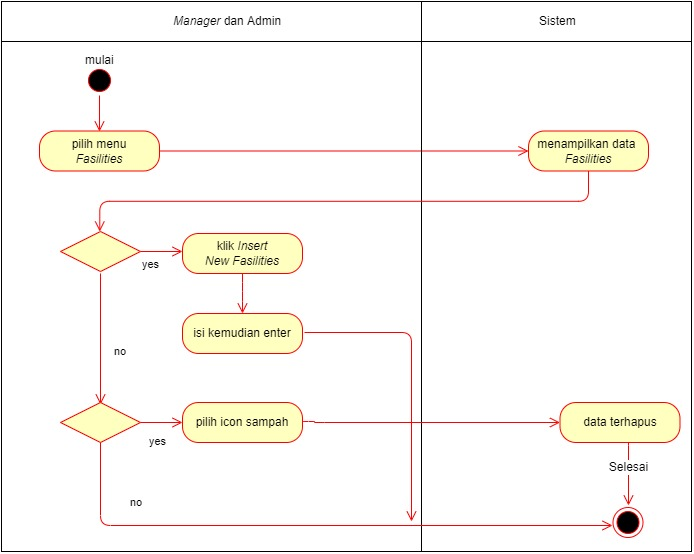 Manager dan Admin
Sistem
mulai
pilih menu
Fasilities
menampilkan data
Fasilities
yes
klik Insert
New Fasilities
isi kemudian enter
no
yes
pilih icon sampah
data terhapus
Selesai
no